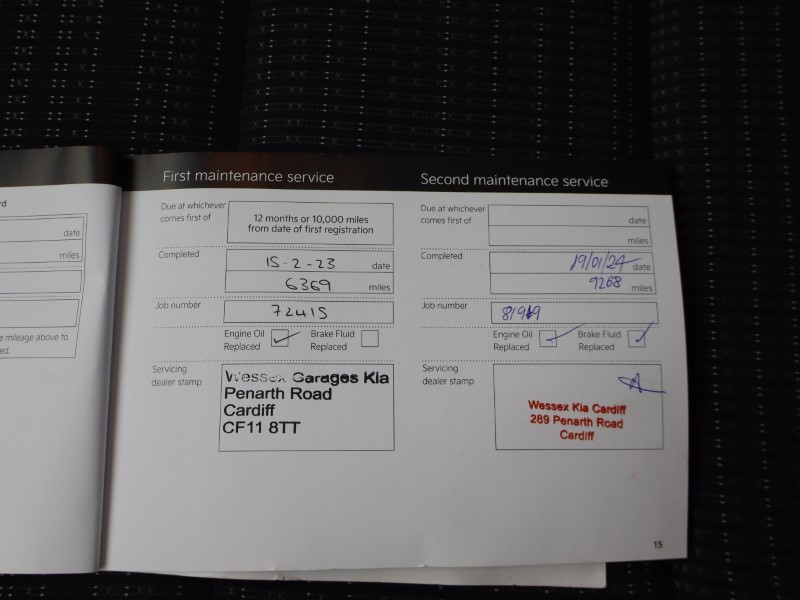 rd
date
miles
e mileage above to
ed.
First maintenance service
Due at whichever
comes first of
12 months or 10,000 miles
from date of first registration
Completed
15-2-23 date
6369 miles
Job number
72415
Engine Oil
Replaced
Brake Fluid
Replaced
Servicing
dealer stamp
Wessex Garages Kia
Penarth Road
Cardiff
CF11 8TT
Second maintenance service
Due at whichever
comes first of
date
miles
Completed
19/01/24 date
9268 miles
Job number
Engine Oil
Replaced
Brake Fluid
Replaced
Servicing
dealer stamp
Wessex Kia Cardiff
289 Penarth Road
Cardiff
15